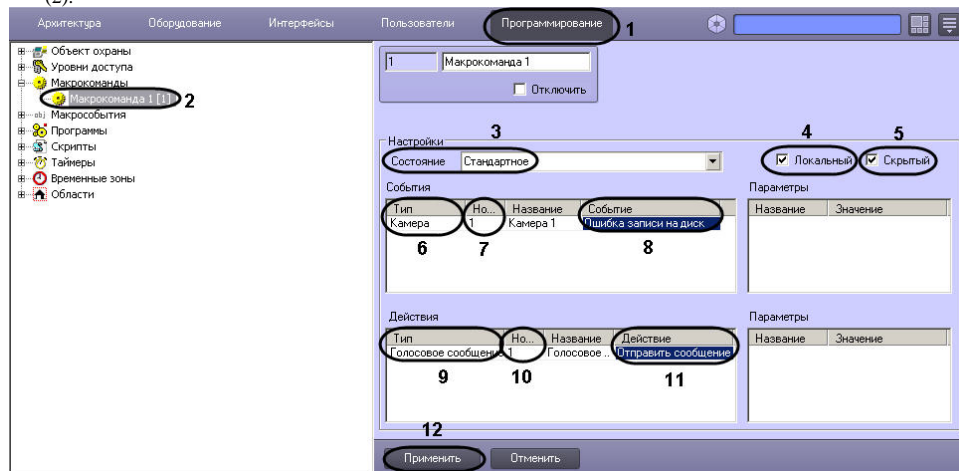 (2).
Архитектура Оборудование Интерфейсы Пользователи Программирование 1
Объект охраны
Уровни доступа
Макрокоманды
Макрокоманда 1 [1] 2
Макрособытия
Программы
Скрипты
Таймеры
Временные зоны
Области
1 Макрокоманда 1
Отключить
Настройки 3 4 5
Состояние Стандартное Локальный Скрытый
События Параметры
Тип Но... Название Событие Название Значение
Камера 1 Камера 1 Ошибка записи на диск
6 7 8
Действия Параметры
Тип Но... Название Действие Название Значение
Голосовое сообщение 1 Голосовое .. Отправить сообщение
9 10 11
12
Применить Отменить